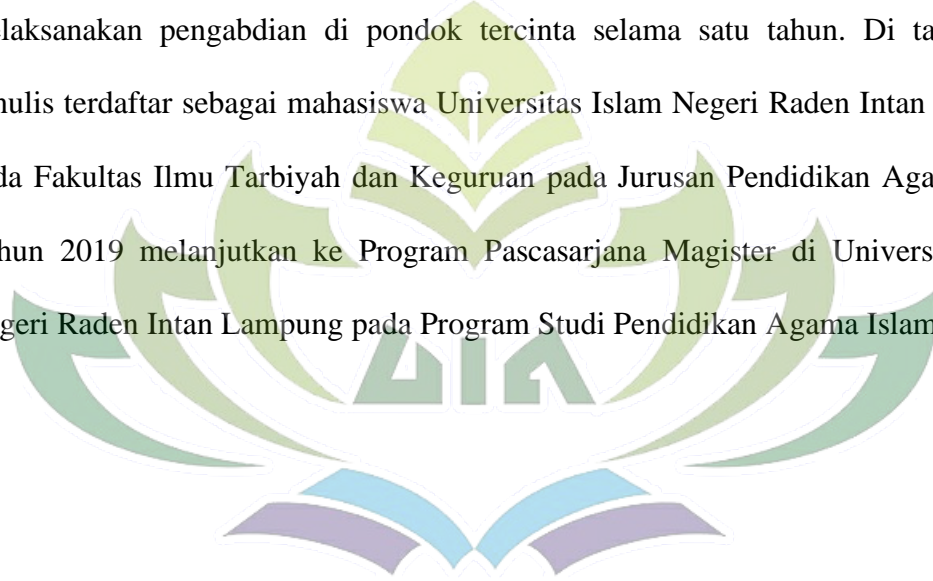 laksanakan pengabdian di pondok tercinta selama satu tahun. Di ta
ulis terdaftar sebagai mahasiswa Universitas Islam Negeri Raden Intan
da Fakultas Ilmu Tarbiyah dan Keguruan pada Jurusan Pendidikan Aga
hun 2019 melanjutkan ke Program Pascasarjana Magister di Univers
geri Raden Intan Lampung pada Program Studi Pendidikan Agama Islam
UIN